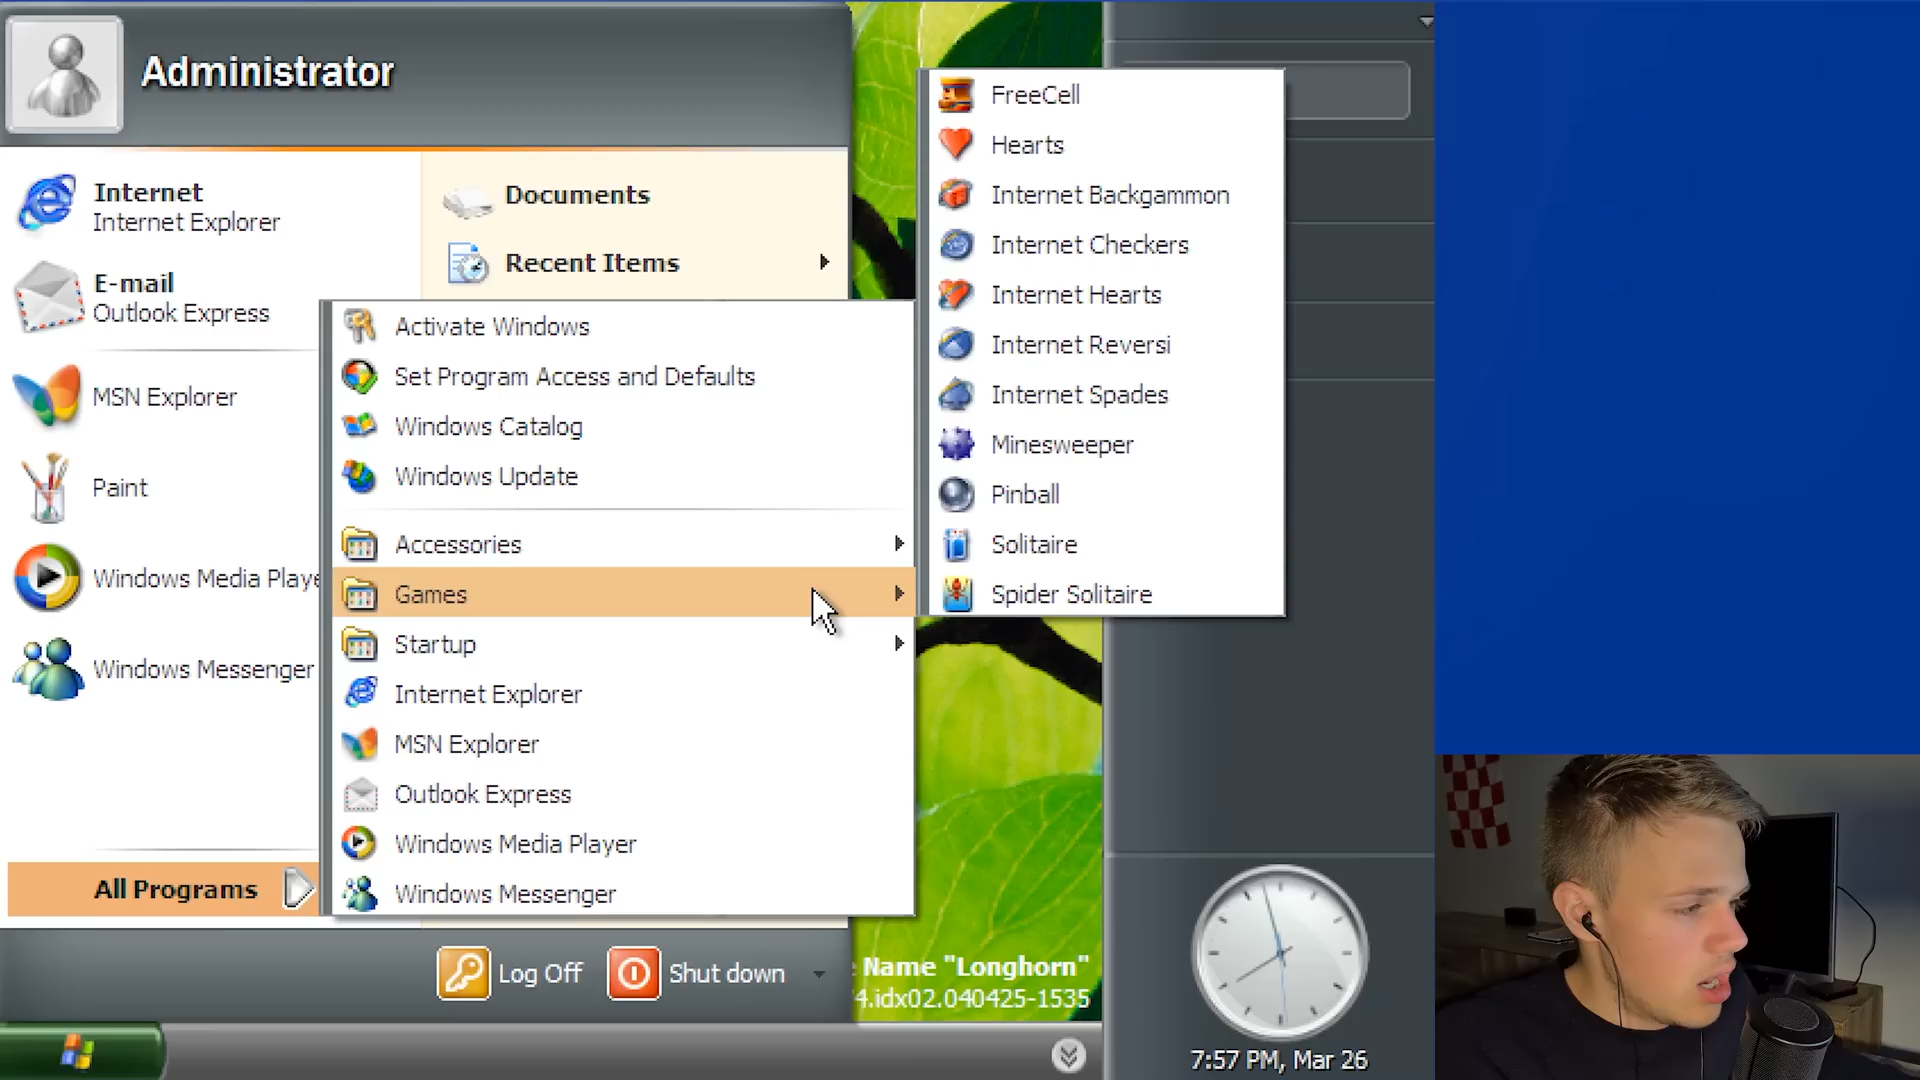 Administrator
Internet
Internet Explorer
E-mail
Outlook Express
MSN Explorer
Paint
Windows Media Playe
Windows Messenger
All Programs
Documents
Recent Items
Activate Windows
Set Program Access and Defaults
Windows Catalog
Windows Update
Accessories
Games
Startup
Internet Explorer
MSN Explorer
Outlook Express
Windows Media Player
Windows Messenger
FreeCell
Hearts
Internet Backgammon
Internet Checkers
Internet Hearts
Internet Reversi
Internet Spades
Minesweeper
Pinball
Solitaire
Spider Solitaire
Log Off
Shut down
Name "Longhorn"
4.idx02.040425-1535
7:57 PM, Mar 26